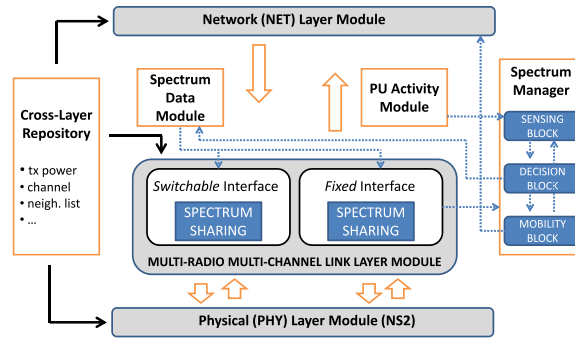 Network (NET) Layer Module
Cross-Layer
Repository
• tx power
• channel
• neigh. list
• ...
Spectrum
Data
Module
PU Activity
Module
Spectrum
Manager
SENSING
BLOCK
DECISION
BLOCK
MOBILITY
BLOCK
Switchable Interface
SPECTRUM
SHARING
Fixed Interface
SPECTRUM
SHARING
MULTI-RADIO MULTI-CHANNEL LINK LAYER MODULE
Physical (PHY) Layer Module (NS2)